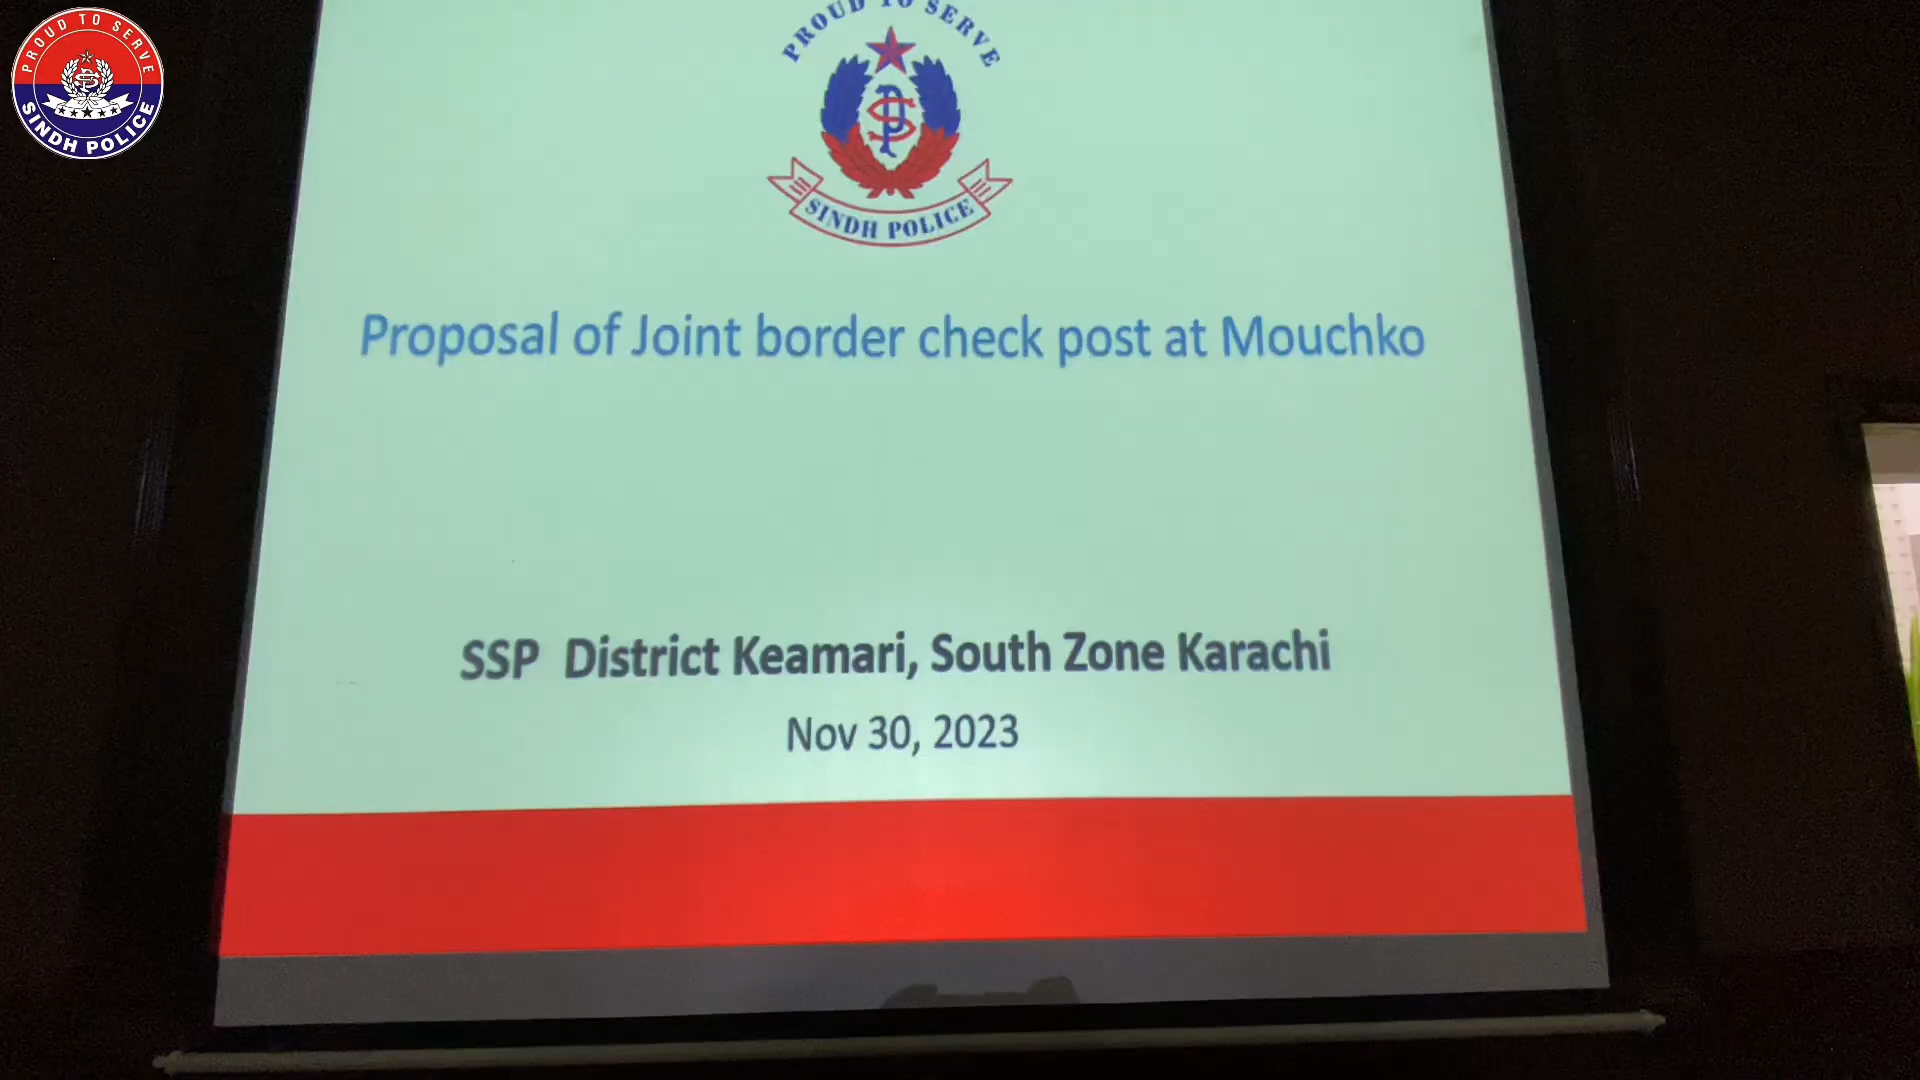 PROUD TO SERVE
SINDH POLICE
PROUD TO SERVE
SP
SINDH POLICE
Proposal of Joint border check post at Mouchko
SSP District Keamari, South Zone Karachi
Nov 30, 2023